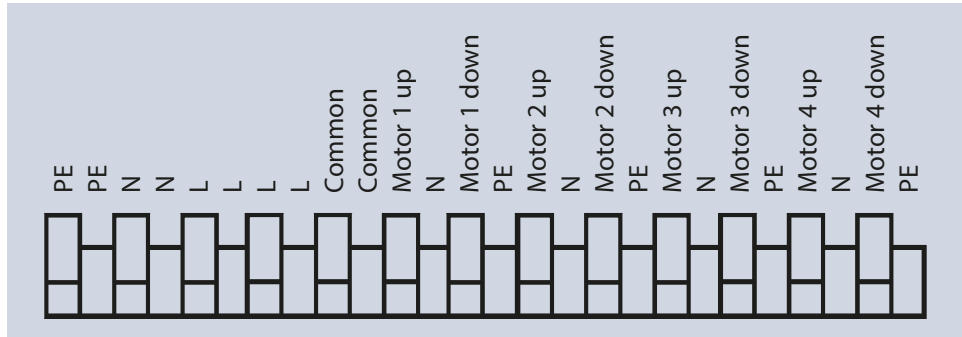 PE
PE
N
N
L
L
L
L
Common
Common
Motor 1 up
N
Motor 1 down
PE
Motor 2 up
N
Motor 2 down
PE
Motor 3 up
N
Motor 3 down
PE
Motor 4 up
N
Motor 4 down
PE